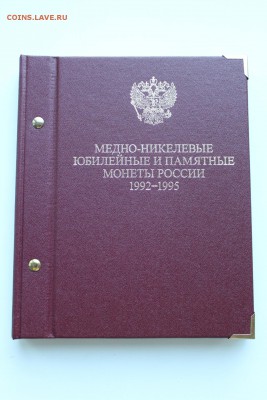 COINS.LAVE.RU
МЕДНО-НИКЕЛЕВЫЕ
ЮБИЛЕЙНЫЕ И ПАМЯТНЫЕ
МОНЕТЫ РОССИИ
1992-1995